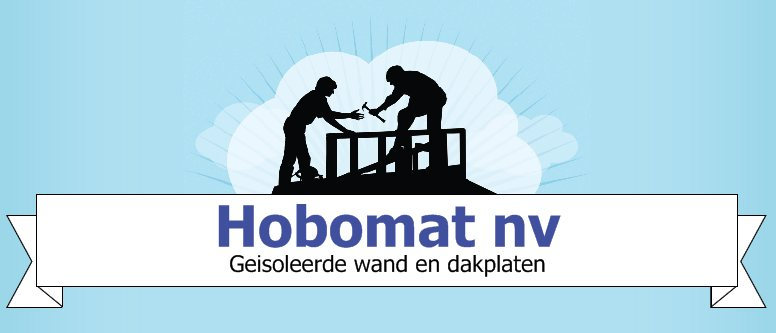 Hobomat nv
Geisoleerde wand en dakplaten